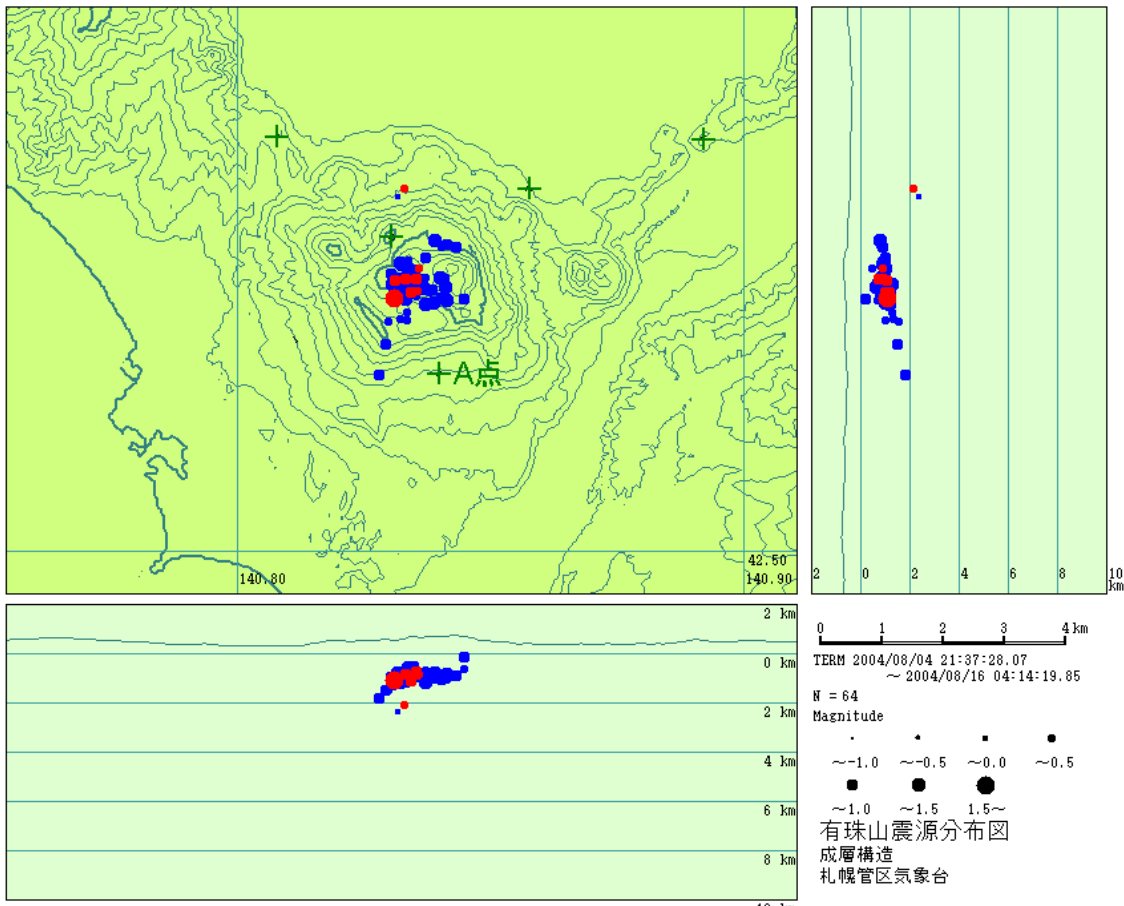 A点
42.50
140.80
140.90
2 0 2 4 6 8 10
km
2 km
0 km
2 km
4 km
6 km
8 km
0 1 2 3 4 km
TERM 2004/08/04 21:37:28.07
～ 2004/08/16 04:14:19.85
N = 64
Magnitude
～-1.0 ～-0.5 ～0.0 ～0.5
～1.0 ～1.5 1.5～
有珠山震源分布図
成層構造
札幌管区気象台